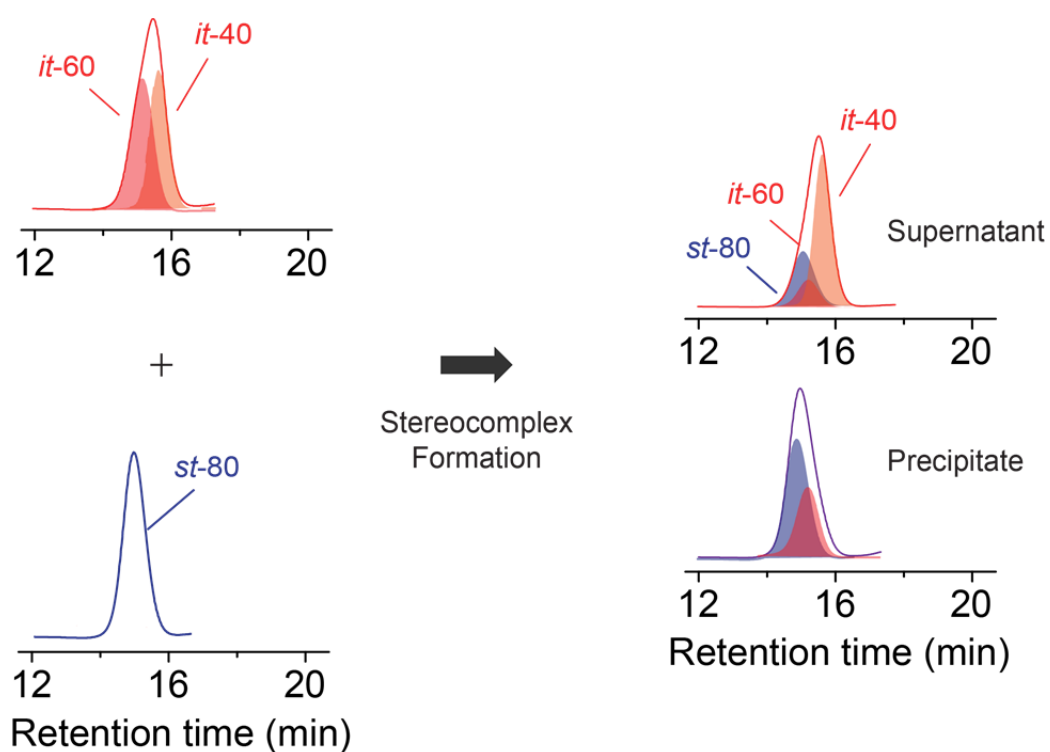 it-60
it-40
12 16 20
+
st-80
12 16 20
Retention time (min)
Stereocomplex
Formation
it-40
it-60
st-80
Supernatant
12 16 20
Precipitate
12 16 20
Retention time (min)